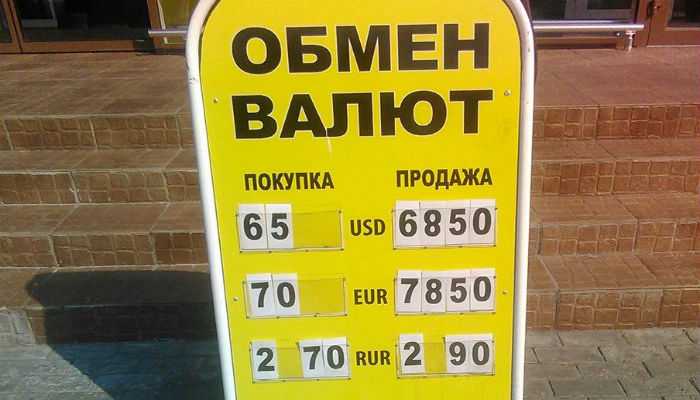 ОБМЕН
ВАЛЮТ
ПОКУПКА ПРОДАЖА
65 USD 6850
70 EUR 7850
2 70 RUR 2 90